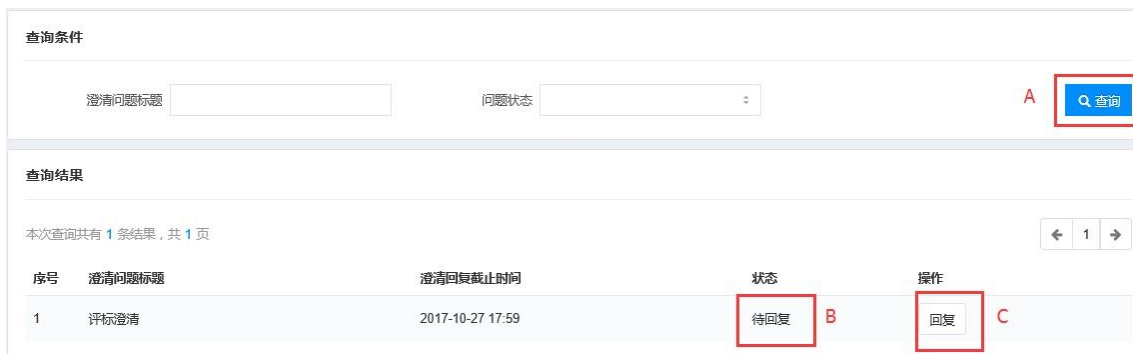 查询条件
澄清问题标题 问题状态 A 查询
查询结果
本次查询共有 1 条结果，共 1 页 1
序号 澄清问题标题 澄清回复截止时间 状态 操作
1 评标澄清 2017-10-27 17:59 待回复 B 回复 C